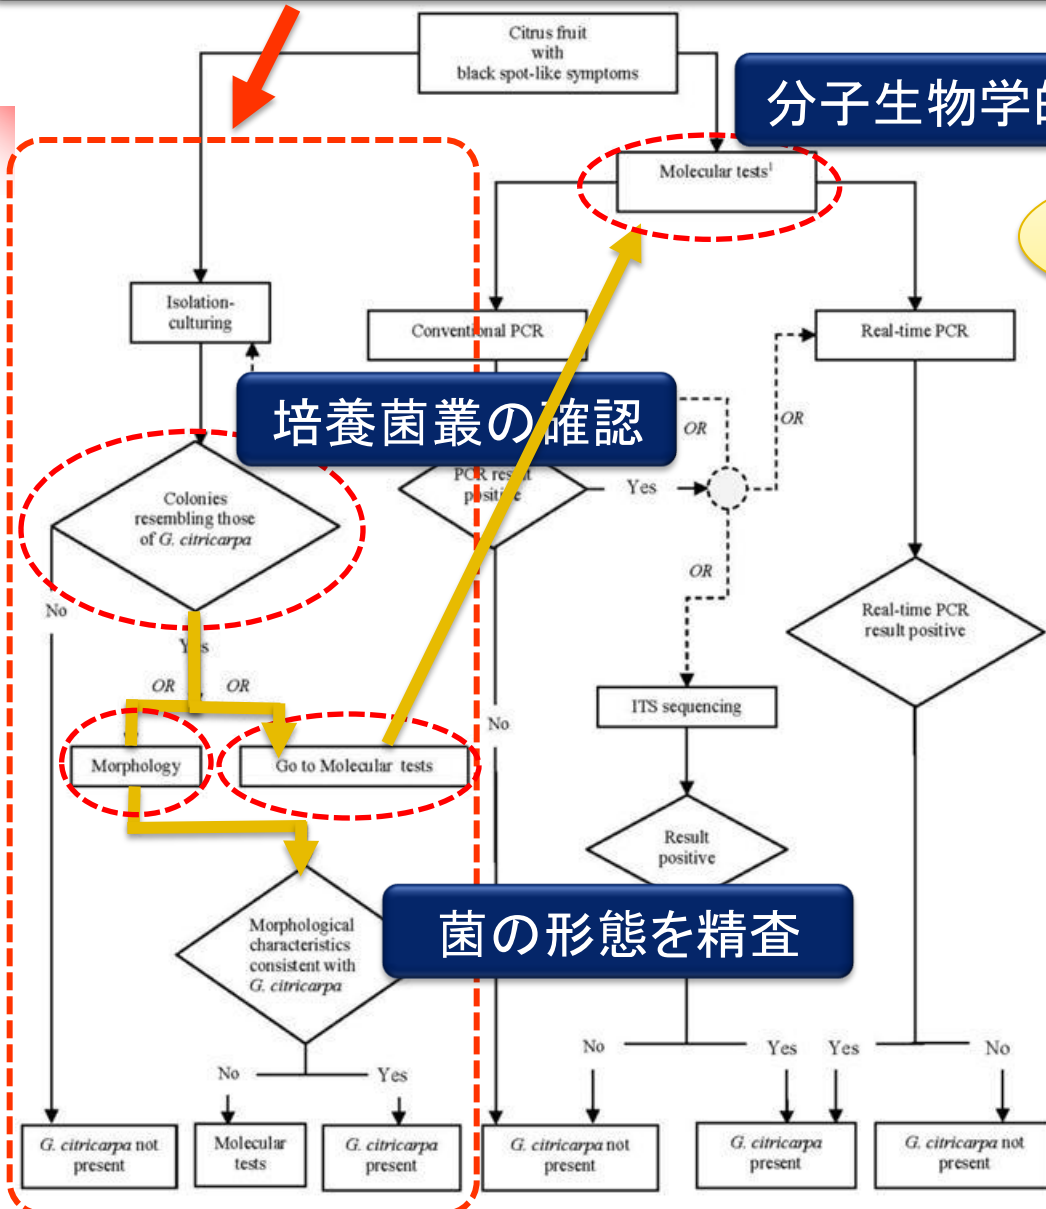 Citrus fruit
with
black spot-like symptoms
分子生物学的
Molecular tests¹
Isolation-
culturing
Conventional PCR
Real-time PCR
培養菌叢の確認
OR
OR
PCR result
positive
Yes
Colonies
resembling those
of G. citricarpa
OR
No
Real-time PCR
result positive
Yes
OR
OR
ITS sequencing
No
Morphology
Go to Molecular tests
Result
positive
菌の形態を精査
Morphological
characteristics
consistent with
G. citricarpa
No
Yes
Yes
No
No
Yes
G. citricarpa not
present
Molecular
tests
G. citricarpa
present
G. citricarpa not
present
G. citricarpa
present
G. citricarpa not
present